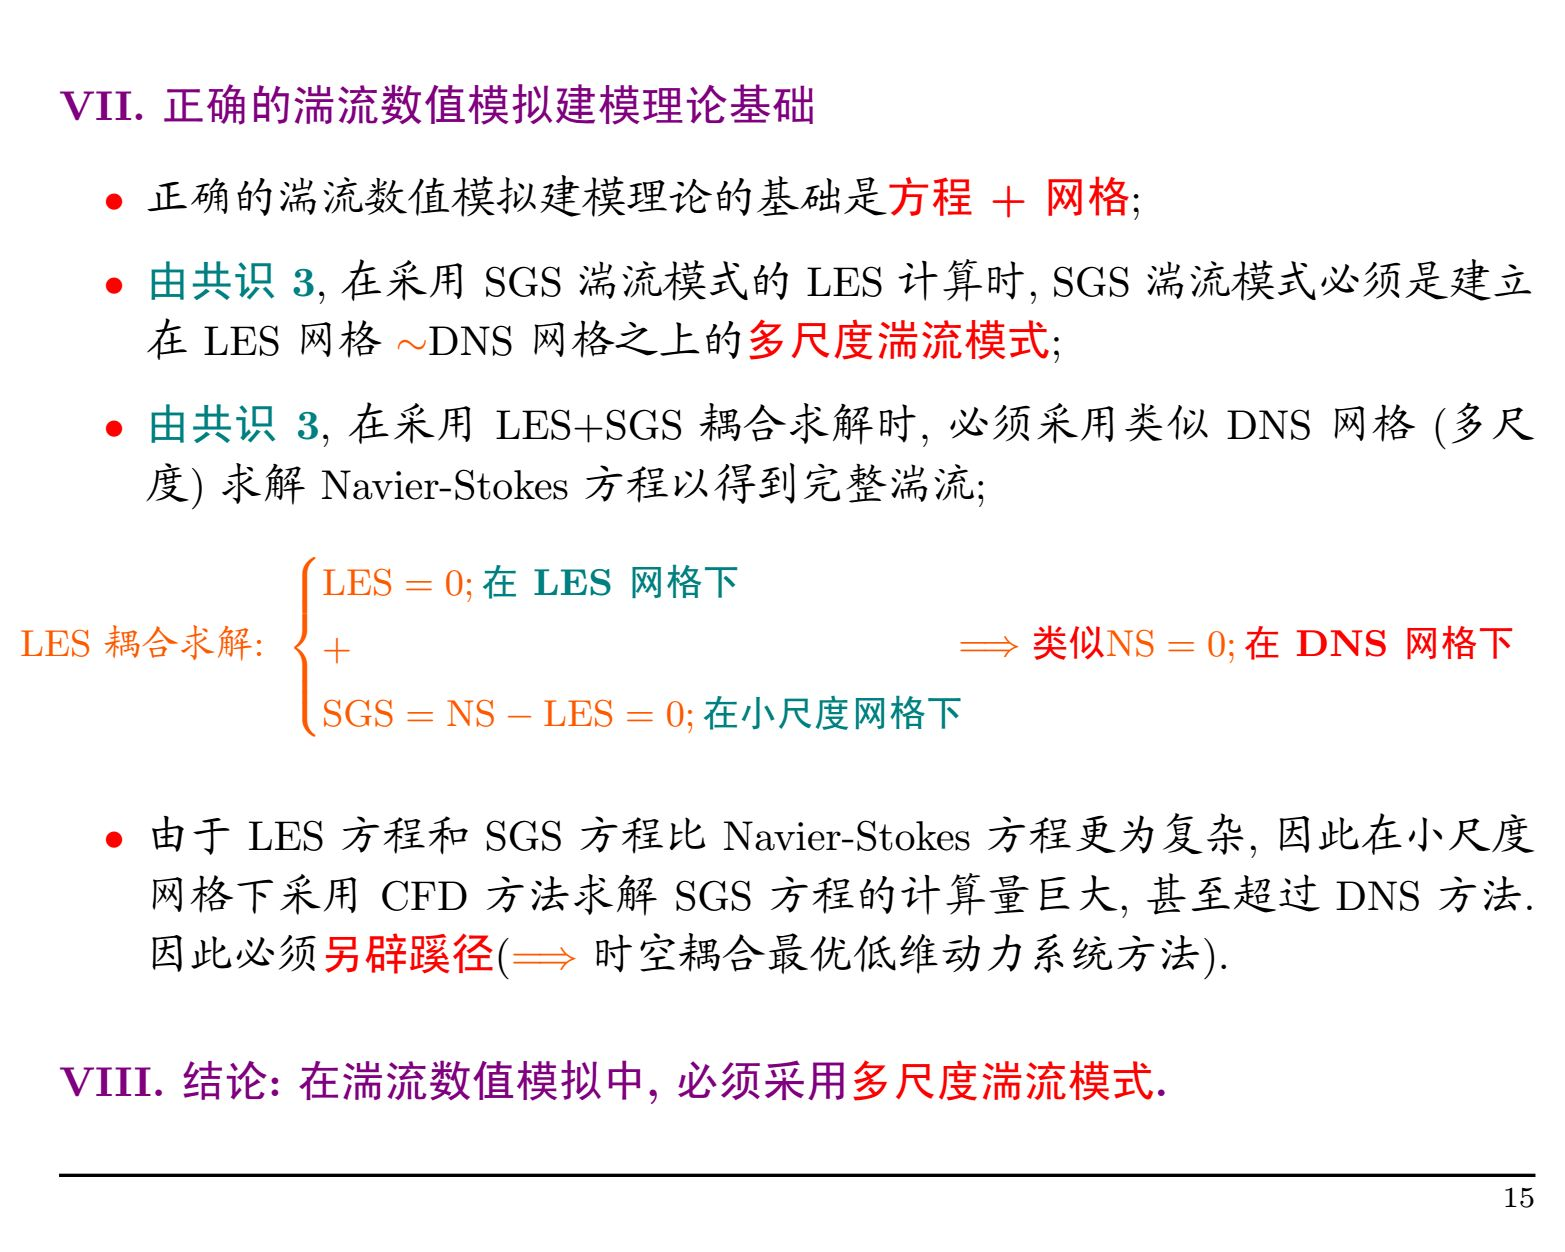 VII. 正确的湍流数值模拟建模理论基础
• 正确的湍流数值模拟建模理论的基础是方程 + 网格;
• 由共识 3, 在采用 SGS 湍流模式的 LES 计算时, SGS 湍流模式必须是建立
在 LES 网格 ∼DNS 网格之上的多尺度湍流模式;
• 由共识 3, 在采用 LES+SGS 耦合求解时, 必须采用类似 DNS 网格 (多尺
度) 求解 Navier-Stokes 方程以得到完整湍流;
LES = 0; 在 LES 网格下
LES 耦合求解: { + ⟹ 类似NS = 0; 在 DNS 网格下
SGS = NS − LES = 0; 在小尺度网格下
• 由于 LES 方程和 SGS 方程比 Navier-Stokes 方程更为复杂, 因此在小尺度
网格下采用 CFD 方法求解 SGS 方程的计算量巨大, 甚至超过 DNS 方法.
因此必须另辟蹊径(⟹ 时空耦合最优低维动力系统方法).
VIII. 结论: 在湍流数值模拟中, 必须采用多尺度湍流模式.
15